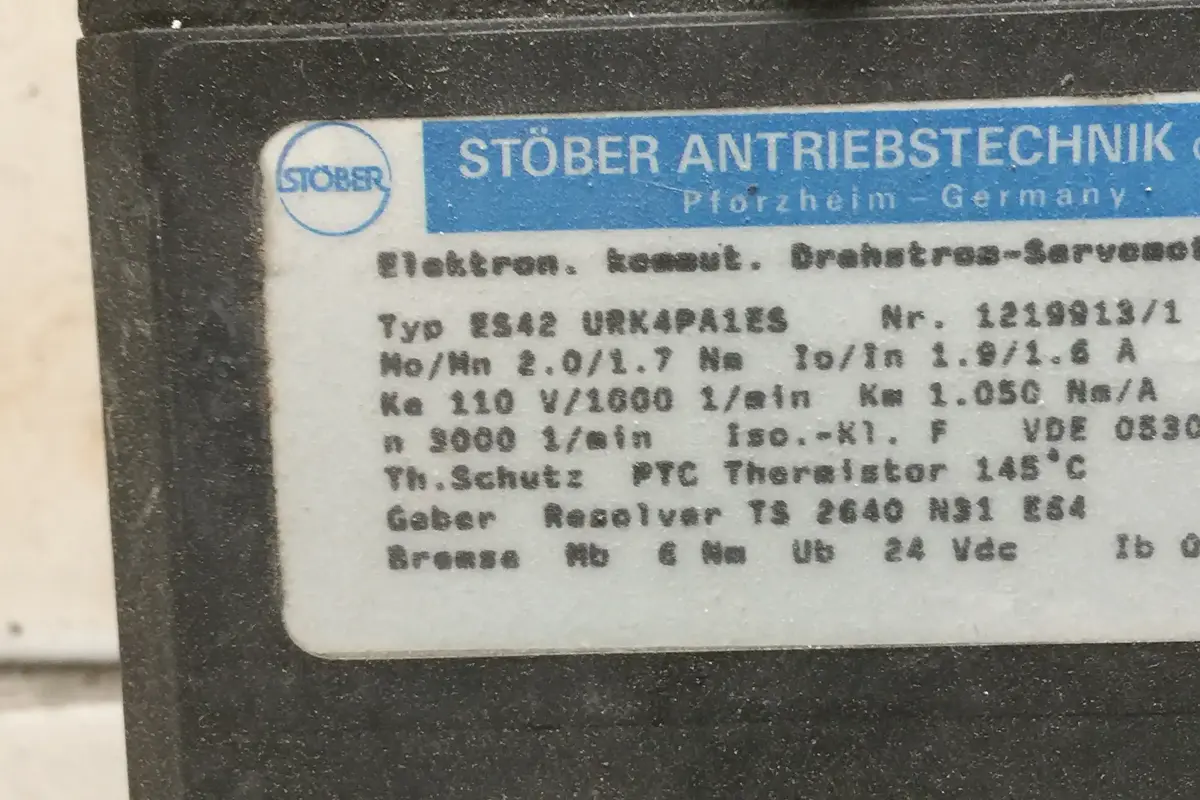 STÖBER
STÖBER ANTRIEBSTECHNIK
Pforzheim – Germany
Elektron. kommut. Drehstrom-Servomot
Typ ES42 URK4PA1ES Nr. 1219913/1
Mo/Mn 2.0/1.7 Nm Io/In 1.9/1.6 A
Ke 110 V/1000 1/min Km 1.050 Nm/A
n 3000 1/min Iso.-Kl. F VDE 0530
Th.Schutz PTC Thermistor 145°C
Geber Resolver TS 2640 N31 E64
Bremse Mb 6 Nm Ub 24 Vdc Ib 0